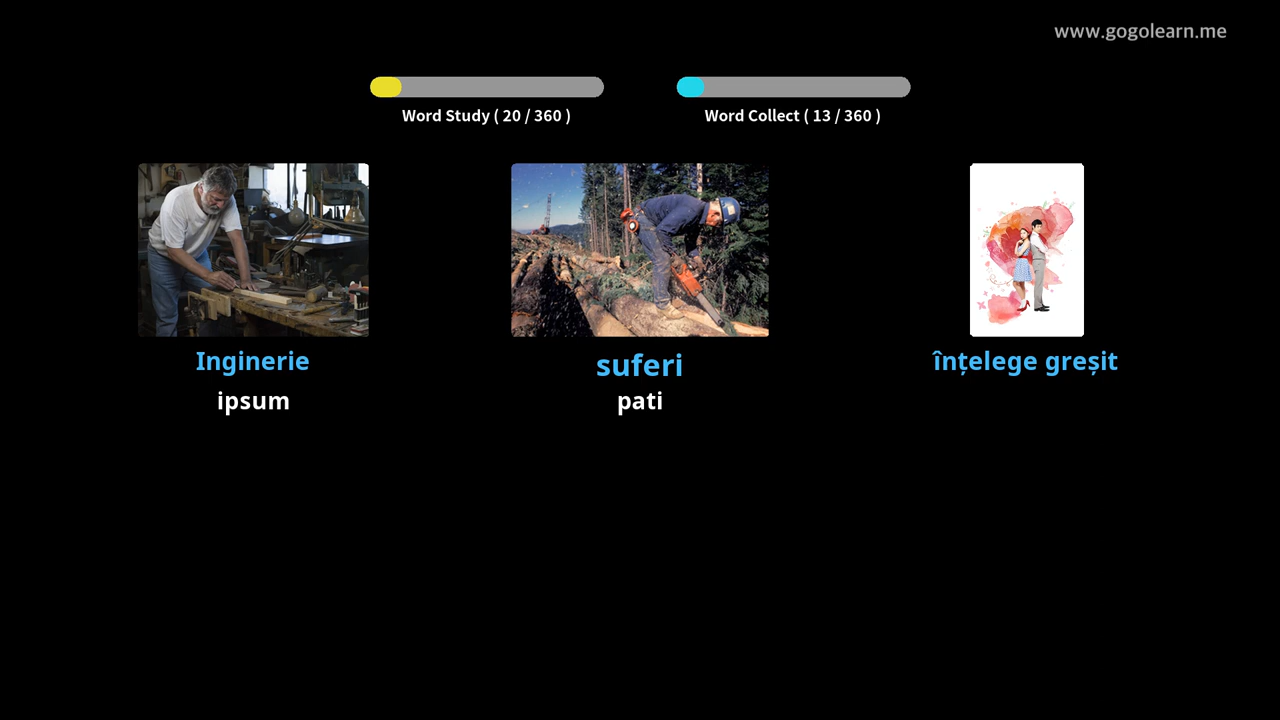 www.gogolearn.me
Word Study ( 20 / 360 )
Word Collect ( 13 / 360 )
Inginerie
ipsum
suferi
pati
înțelege greșit